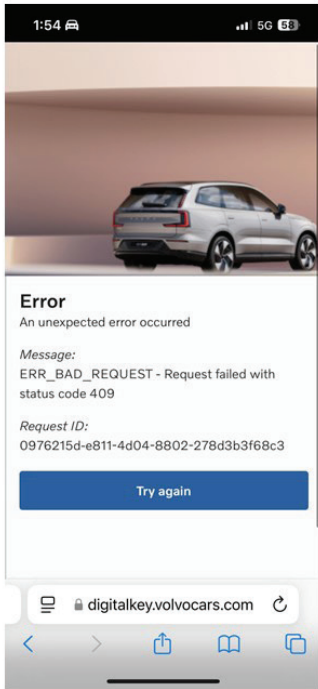 1:54
5G 58
Error
An unexpected error occurred
Message:
ERR_BAD_REQUEST - Request failed with
status code 409
Request ID:
0976215d-e811-4d04-8802-278d3b3f68c3
Try again
digitalkey.volvocars.com